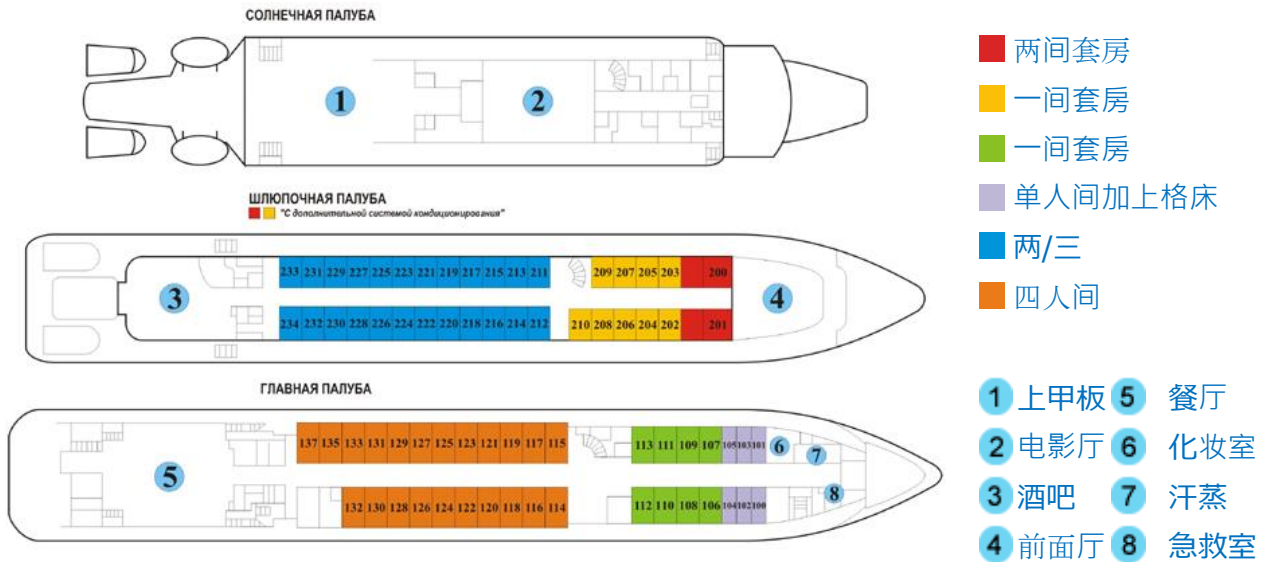 СОЛНЕЧНАЯ ПАЛУБА
1 2
ШЛЮПОЧНАЯ ПАЛУБА
"С дополнительной системой кондиционирования"
233 231 229 227 225 223 221 219 217 215 213 211 209 207 205 203 200
3 4
234 232 230 228 226 224 222 220 218 216 214 212 210 208 206 204 202 201
ГЛАВНАЯ ПАЛУБА
137 135 133 131 129 127 125 123 121 119 117 115 113 111 109 107 105 103 101 6 7
5
8
132 130 128 126 124 122 120 118 116 114 112 110 108 106 104 102 100
两间套房
一间套房
一间套房
单人间加上格床
两/三
四人间
1 上甲板 5 餐厅
2 电影厅 6 化妆室
3 酒吧 7 汗蒸
4 前面厅 8 急救室